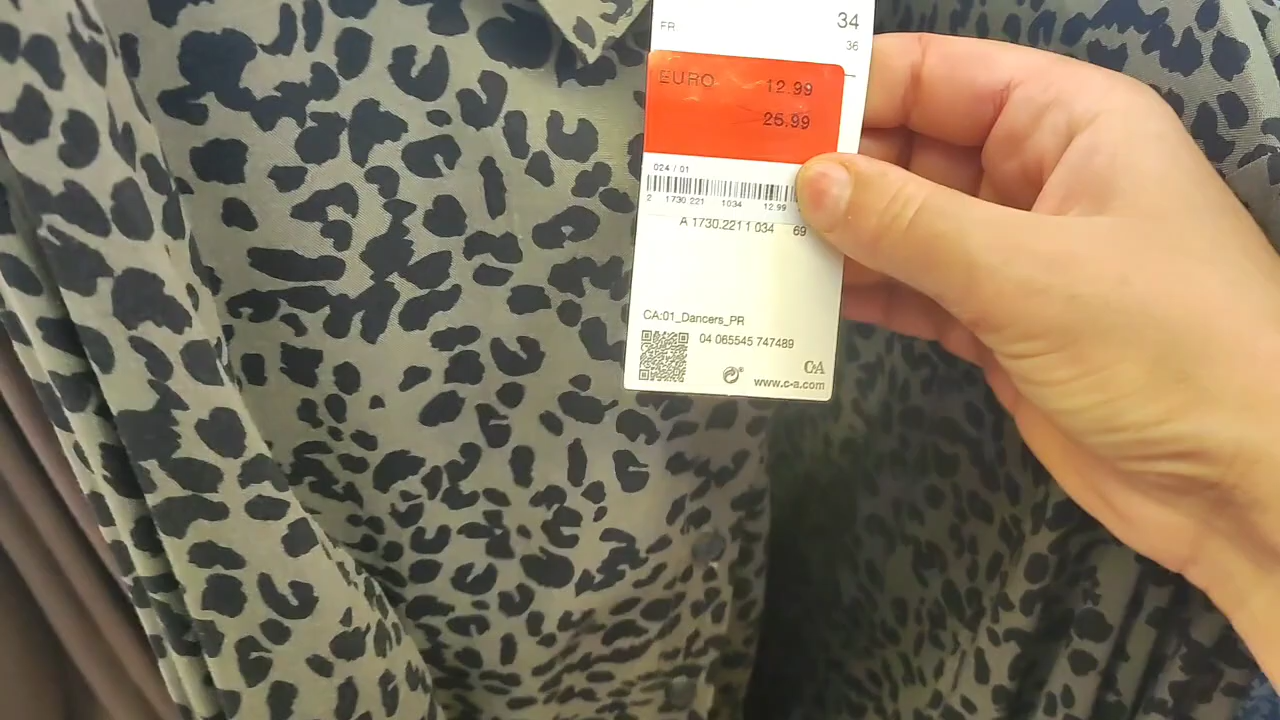 34
FR
36
EURO 12.99
25.99
024 / 01
2 1730 221 1034 12.99
A 1730.221 1 034 69
CA:01_Dancers_PR
04 065545 747489
C&A
www.c-a.com